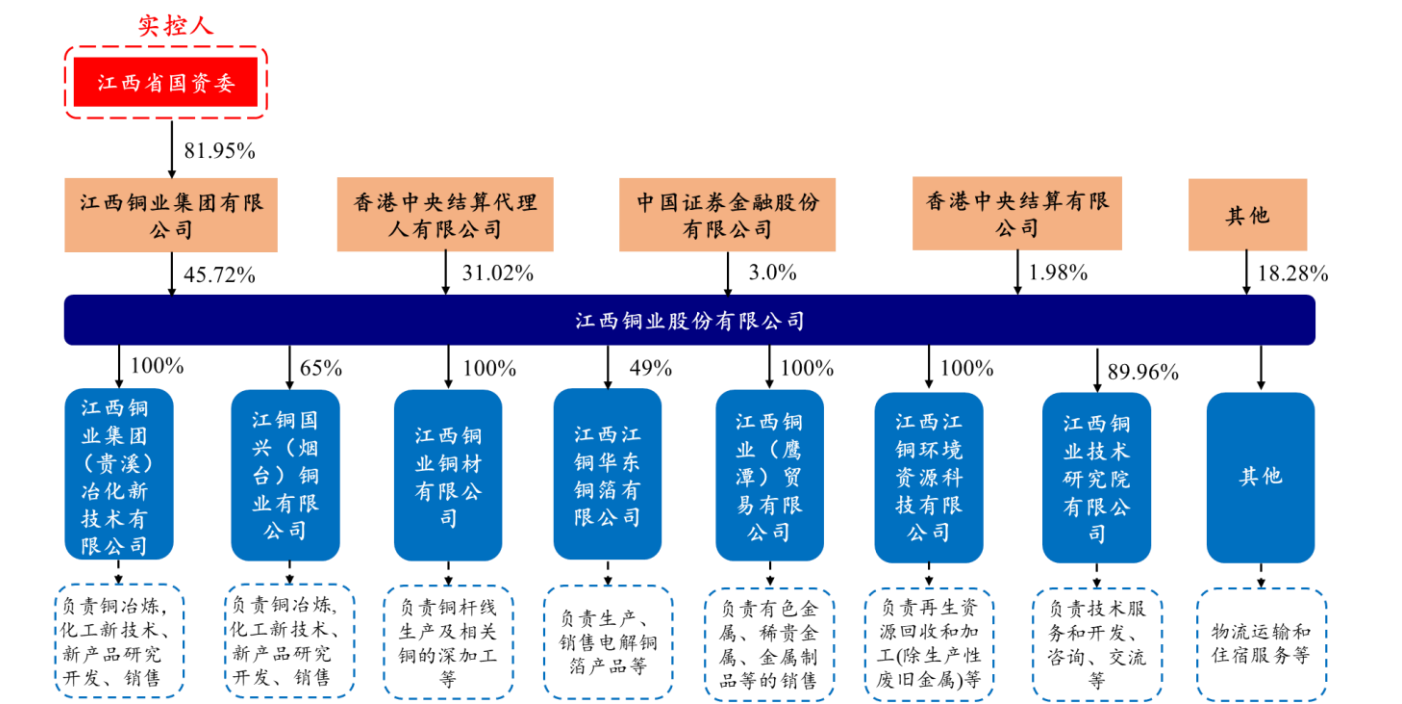 实控人
江西省国资委
81.95%
江西铜业集团有限
公司
香港中央结算代理
人有限公司
中国证券金融股份
有限公司
香港中央结算有限
公司
其他
45.72%
31.02%
3.0%
1.98%
18.28%
江西铜业股份有限公司
100%
65%
100%
49%
100%
100%
89.96%
江西铜
业集团
（贵溪）
冶化新
技术有
限公司
江铜国
兴（烟
台）铜
业有限
公司
江西铜
业铜材
有限公
司
江西江
铜华东
铜箔有
限公司
江西铜
业（鹰
潭）贸
易有限
公司
江西江
铜环境
资源科
技有限
公司
江西铜
业技术
研究院
有限公
司
其他
负责铜冶炼,
化工新技术、
新产品研究
开发、销售
负责铜冶炼,
化工新技术、
新产品研究
开发、销售
负责铜杆线
生产及相关
铜的深加工
等
负责生产、
销售电解铜
箔产品等
负责有色金
属、稀贵金
属、金属制
品等的销售
负责再生资
源回收和加
工(除生产性
废旧金属)等
负责技术服
务和开发、
咨询、交流
等
物流运输和
住宿服务等